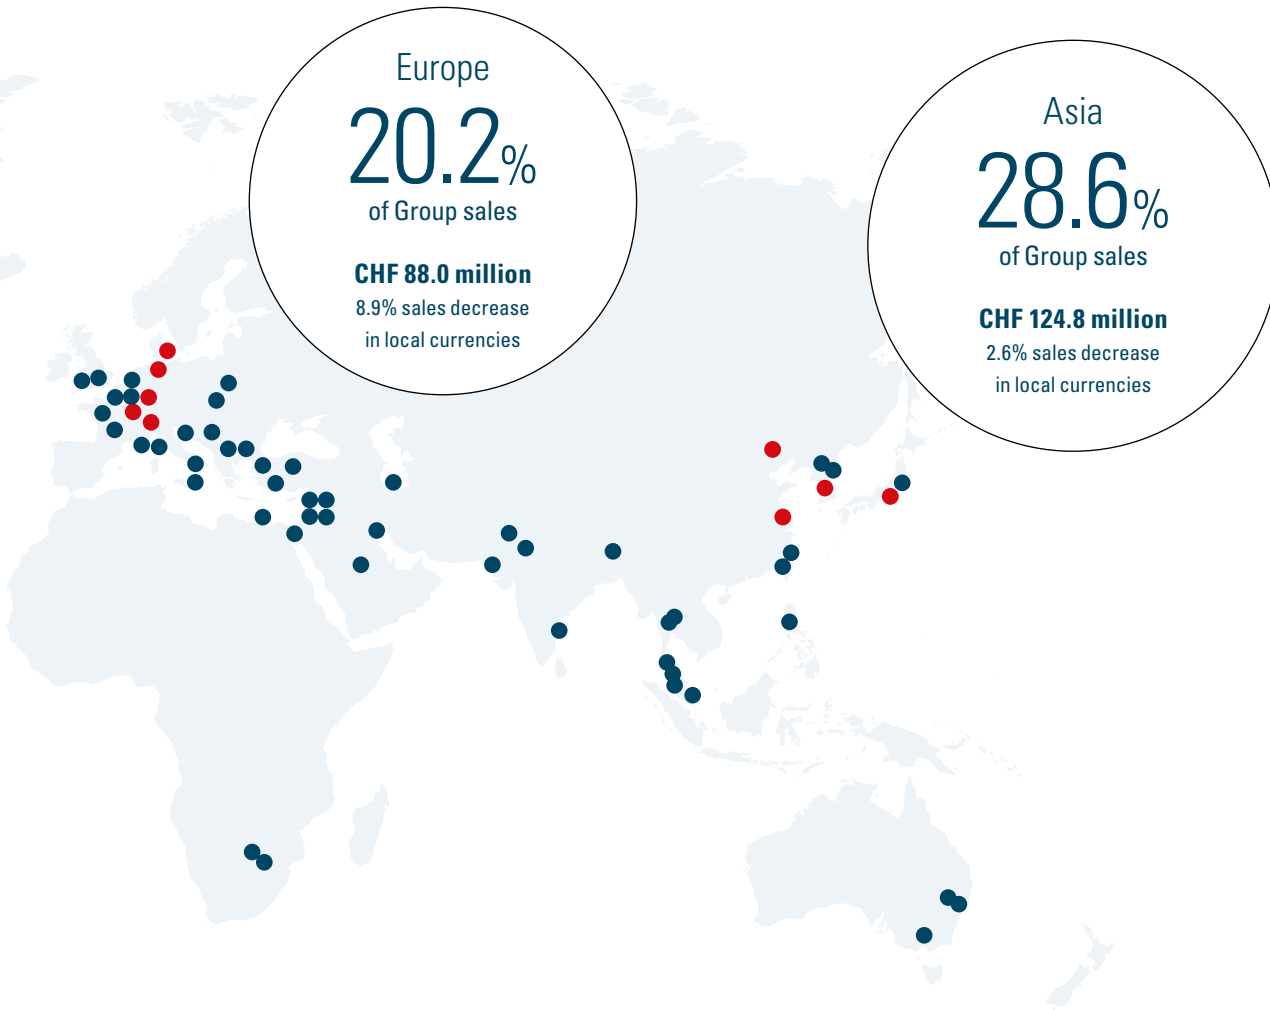 Europe
20.2%
of Group sales
CHF 88.0 million
8.9% sales decrease
in local currencies
Asia
28.6%
of Group sales
CHF 124.8 million
2.6% sales decrease
in local currencies